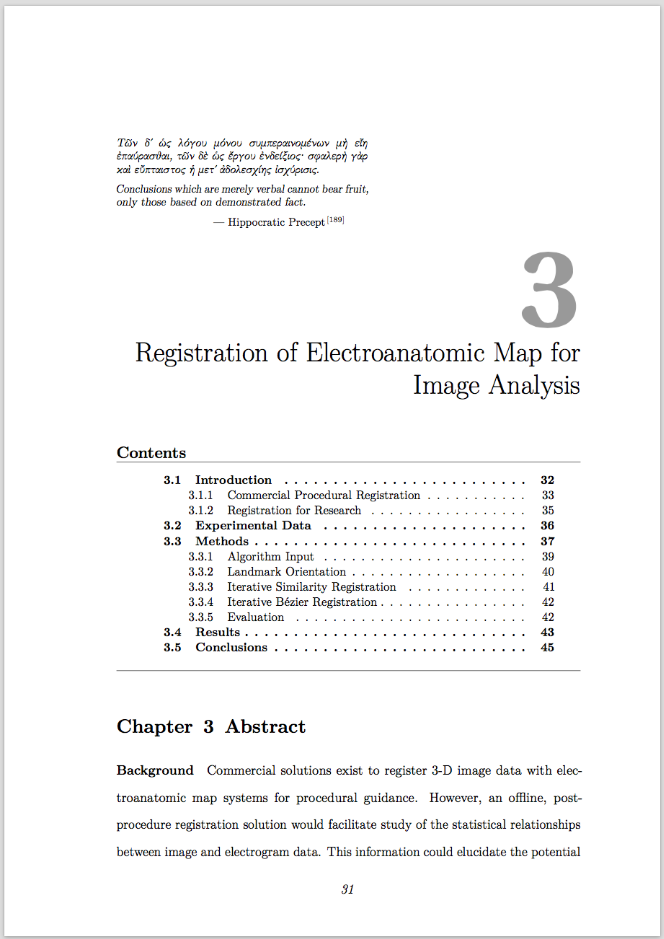 Τῶν δ' ὡς λόγου μόνου συμπεραινομένων μὴ εἴη
ἐπαύρασθαι, τῶν δὲ ὡς ἔργου ἐνδείξιος· σφαλερὴ γὰρ
καὶ εὔπταιστος ἡ μετ' ἀδολεσχίης ἰσχύρισις.
Conclusions which are merely verbal cannot bear fruit,
only those based on demonstrated fact.
— Hippocratic Precept [189]
3
Registration of Electroanatomic Map for
Image Analysis
Contents
3.1 Introduction . . . . . . . . . . . . . . . . . . . . . . . . . 32
3.1.1 Commercial Procedural Registration . . . . . . . . . . . 33
3.1.2 Registration for Research . . . . . . . . . . . . . . . . 35
3.2 Experimental Data . . . . . . . . . . . . . . . . . . . . . 36
3.3 Methods . . . . . . . . . . . . . . . . . . . . . . . . . . . . 37
3.3.1 Algorithm Input . . . . . . . . . . . . . . . . . . . . . 39
3.3.2 Landmark Orientation . . . . . . . . . . . . . . . . . . 40
3.3.3 Iterative Similarity Registration . . . . . . . . . . . . 41
3.3.4 Iterative Bézier Registration . . . . . . . . . . . . . . . 42
3.3.5 Evaluation . . . . . . . . . . . . . . . . . . . . . . . . 42
3.4 Results . . . . . . . . . . . . . . . . . . . . . . . . . . . . . 43
3.5 Conclusions . . . . . . . . . . . . . . . . . . . . . . . . . . 45
Chapter 3 Abstract
Background Commercial solutions exist to register 3-D image data with elec-
troanatomic map systems for procedural guidance. However, an offline, post-
procedure registration solution would facilitate study of the statistical relationships
between image and electrogram data. This information could elucidate the potential
31